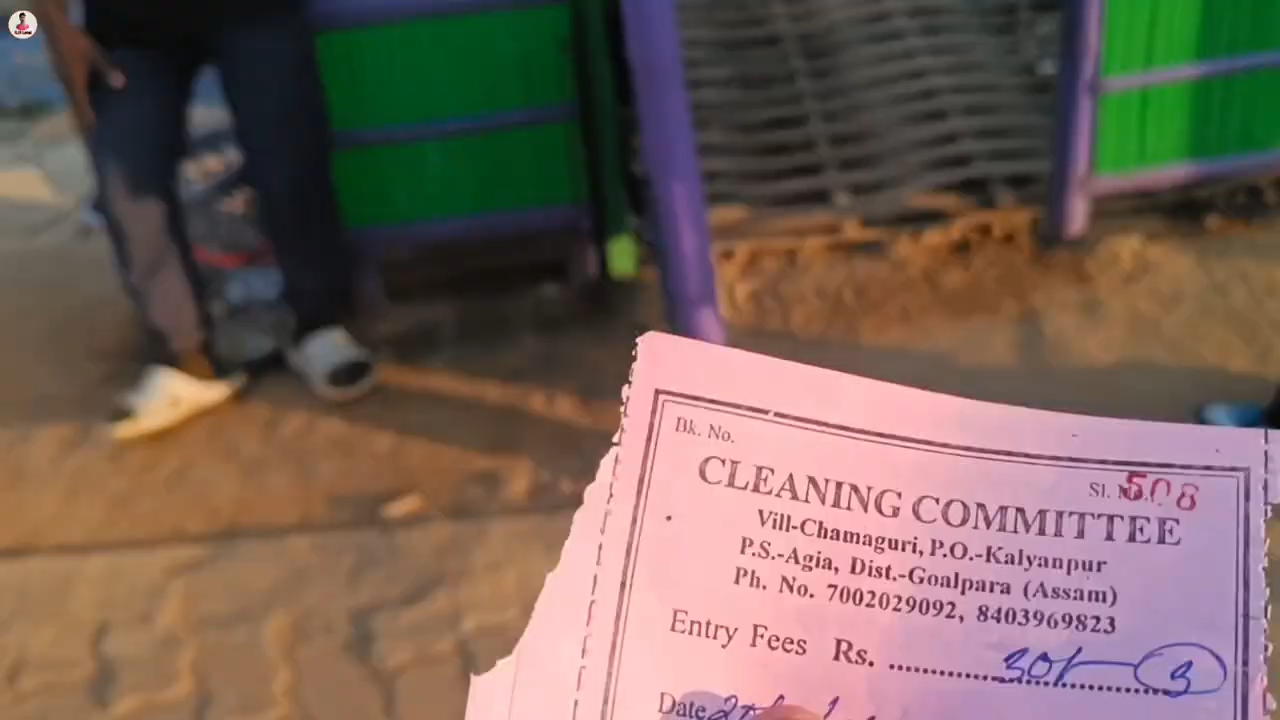 Bk. No.
Sl. No. 508
CLEANING COMMITTEE
Vill-Chamaguri, P.O.-Kalyanpur
P.S.-Agia, Dist.-Goalpara (Assam)
Ph. No. 7002029092, 8403969823
Entry Fees Rs. ........ 30/- 3
Date